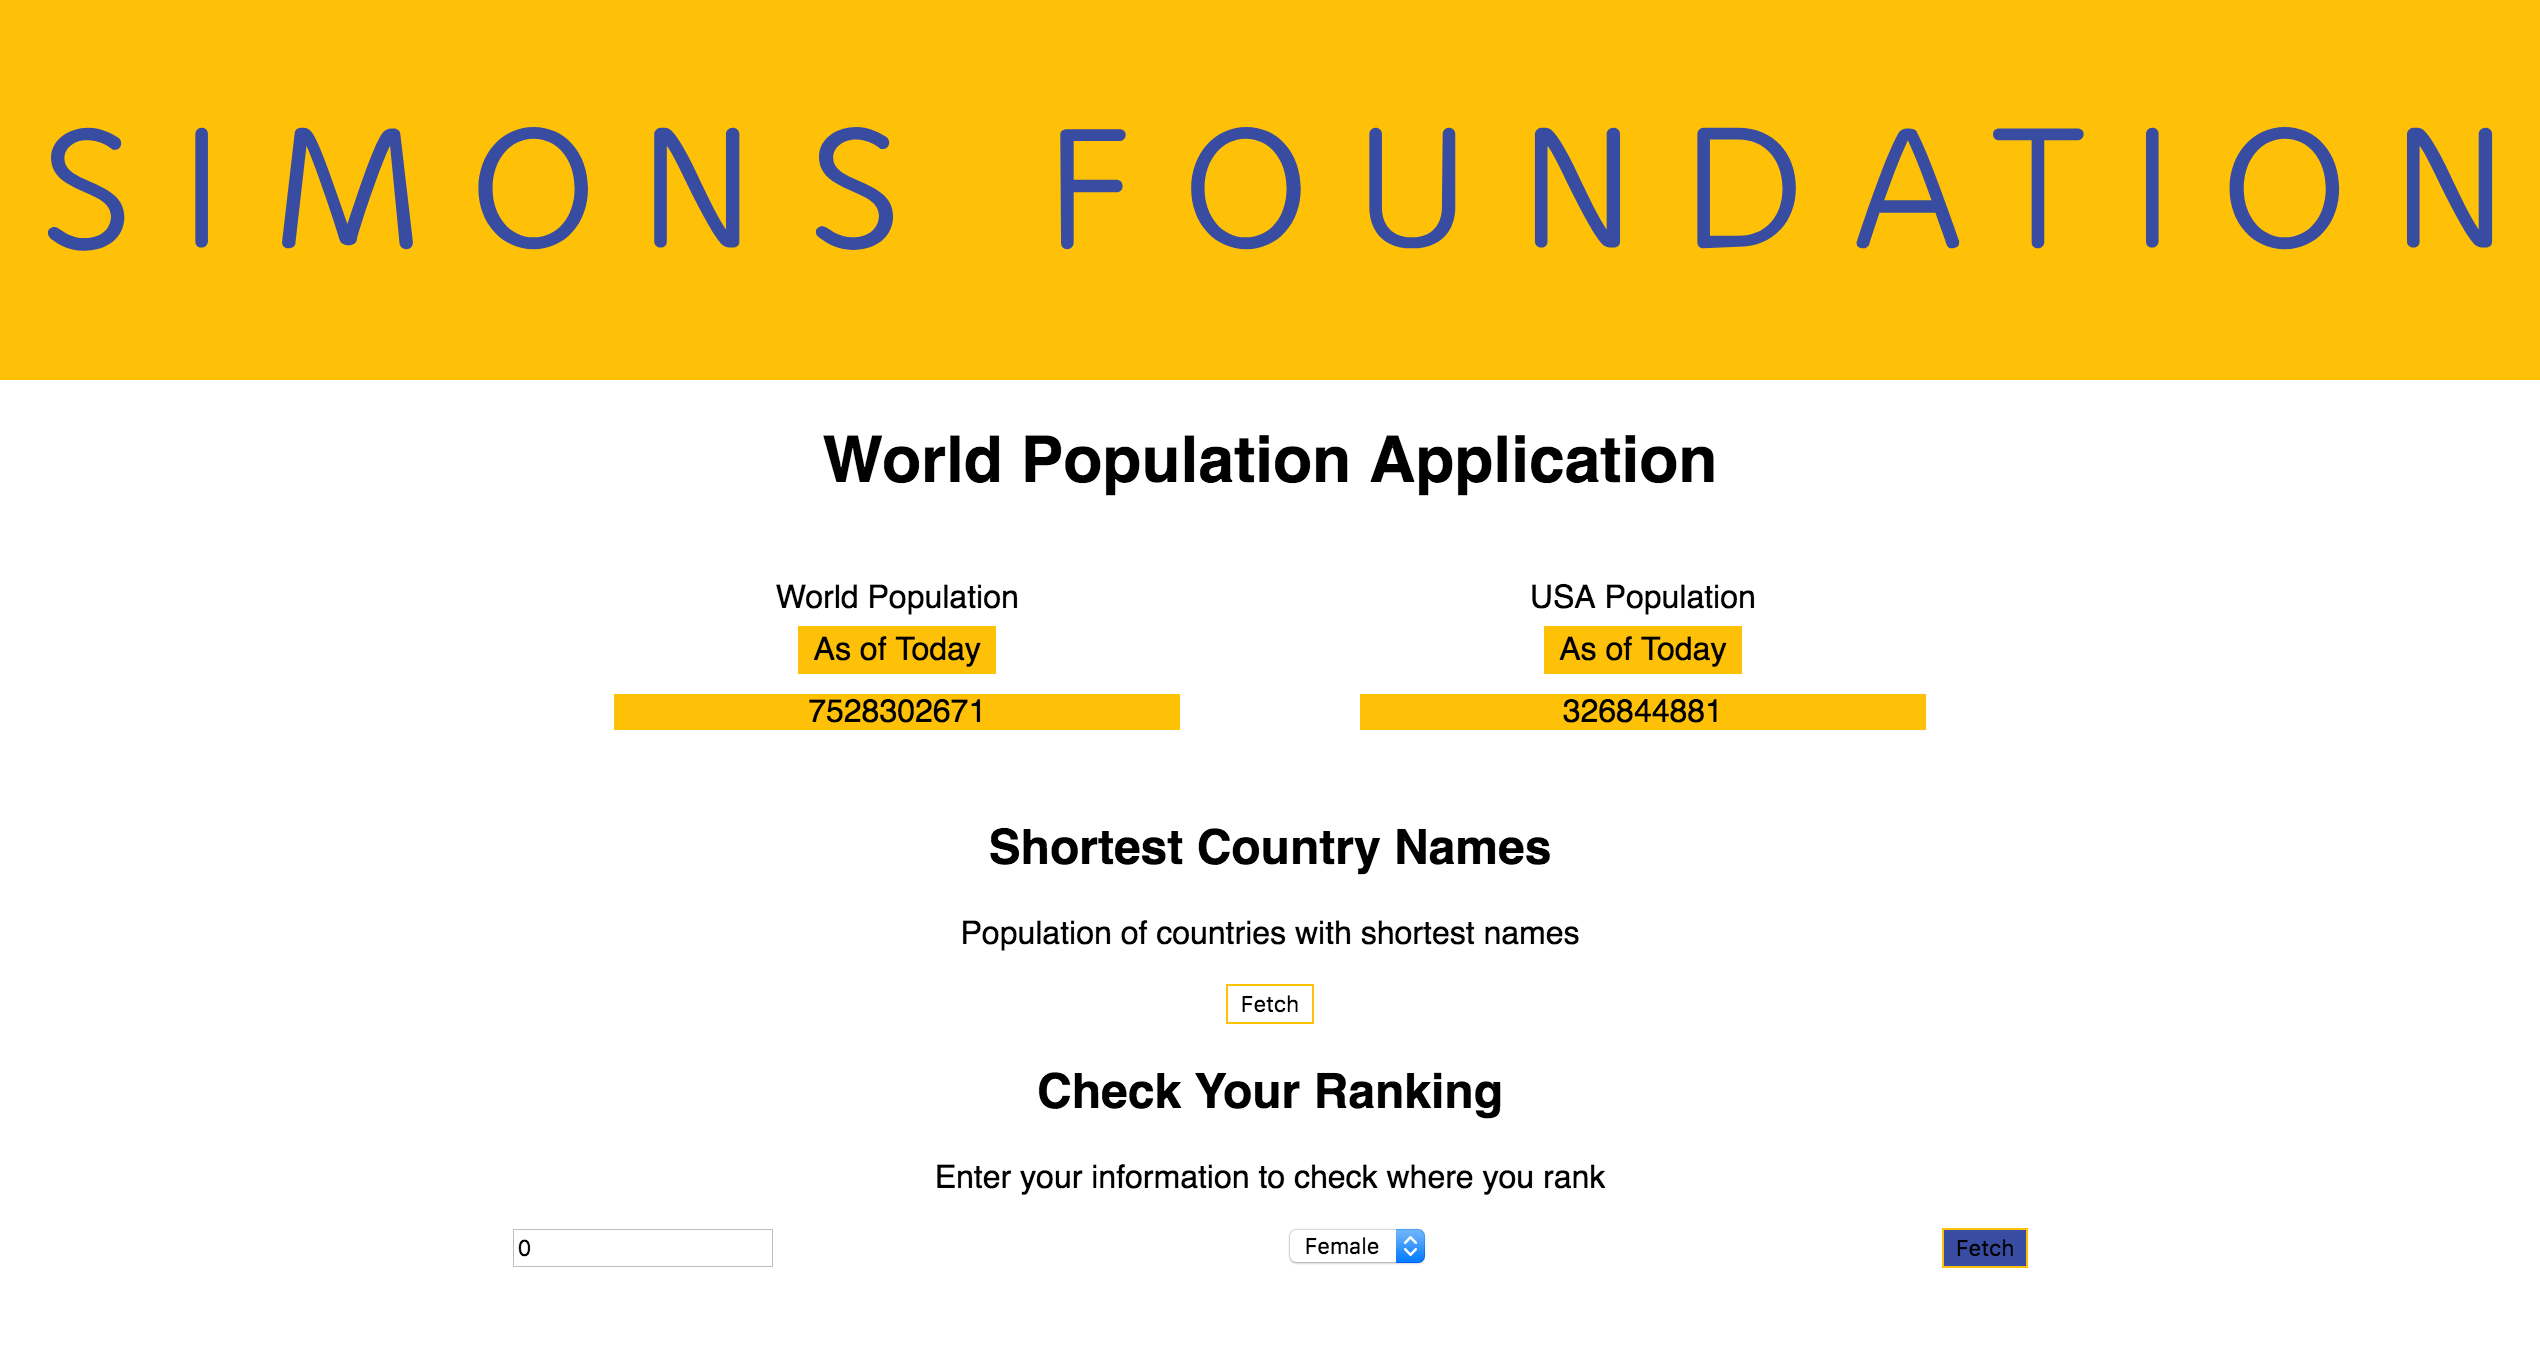 SIMONS FOUNDATION
World Population Application
World Population
As of Today
7528302671
USA Population
As of Today
326844881
Shortest Country Names
Population of countries with shortest names
Fetch
Check Your Ranking
Enter your information to check where you rank
0 Female Fetch